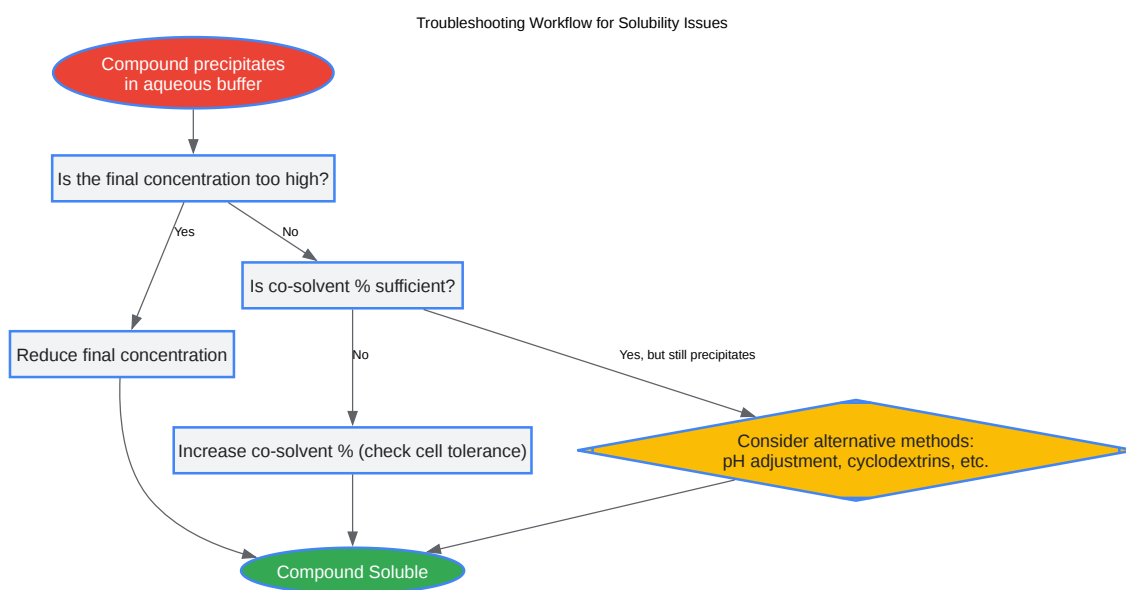 Troubleshooting Workflow for Solubility Issues
Compound precipitates
in aqueous buffer
Is the final concentration too high?
Yes
No
Is co-solvent % sufficient?
Reduce final concentration
No
Yes, but still precipitates
Increase co-solvent % (check cell tolerance)
Consider alternative methods:
pH adjustment, cyclodextrins, etc.
Compound Soluble